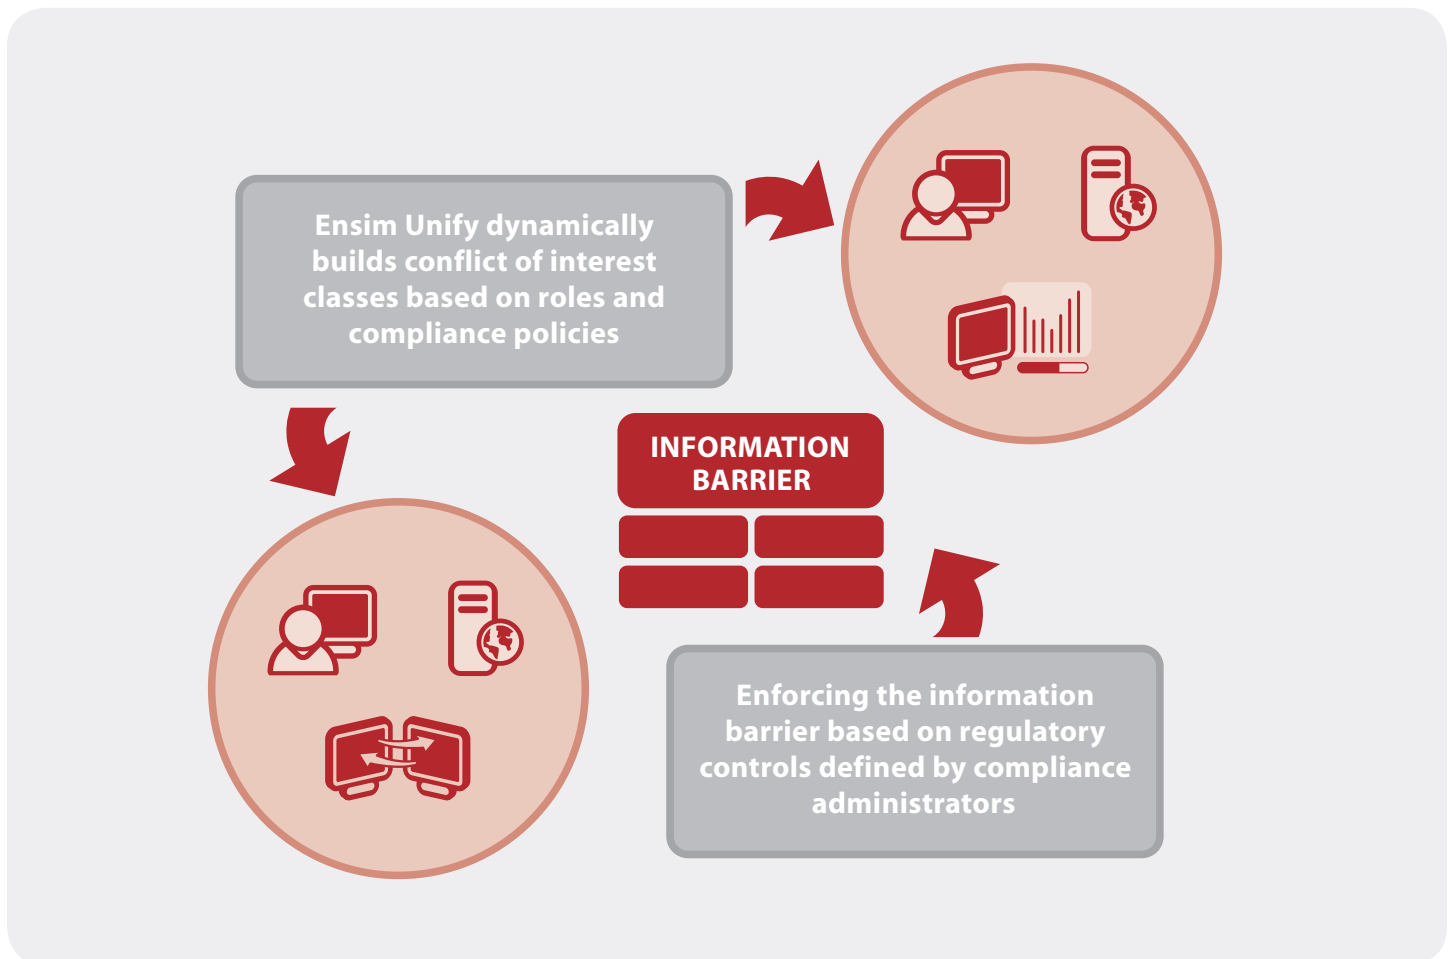 Ensim Unify dynamically
builds conflict of interest
classes based on roles and
compliance policies
INFORMATION
BARRIER
Enforcing the information
barrier based on regulatory
controls defined by compliance
administrators